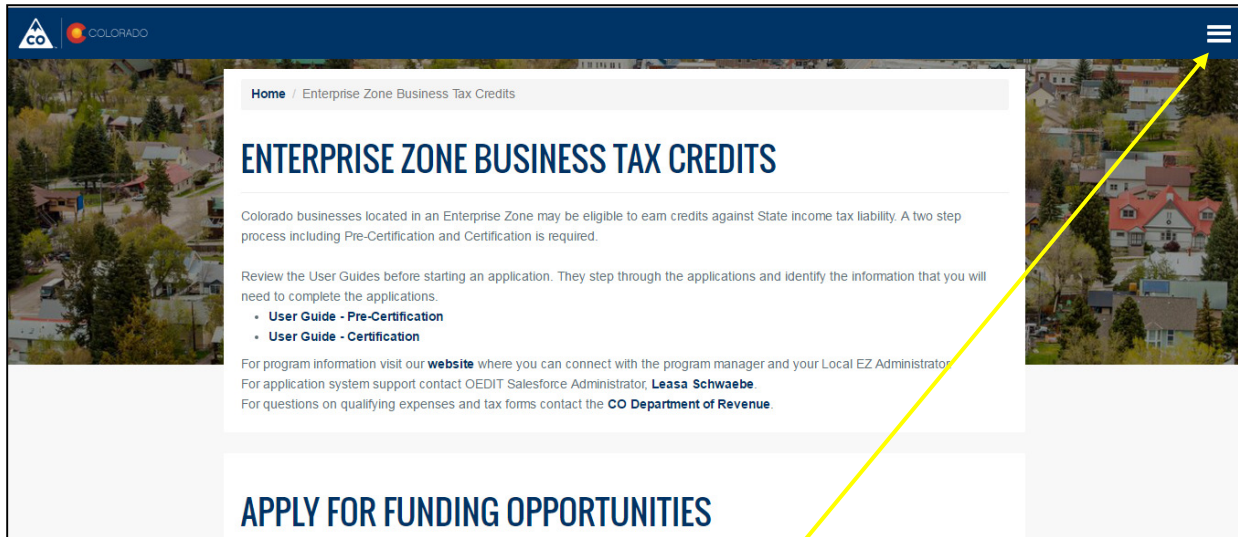 CO COLORADO
Home / Enterprise Zone Business Tax Credits
ENTERPRISE ZONE BUSINESS TAX CREDITS
Colorado businesses located in an Enterprise Zone may be eligible to earn credits against State income tax liability. A two step
process including Pre-Certification and Certification is required.
Review the User Guides before starting an application. They step through the applications and identify the information that you will
need to complete the applications.
• User Guide - Pre-Certification
• User Guide - Certification
For program information visit our website where you can connect with the program manager and your Local EZ Administrator.
For application system support contact OEDIT Salesforce Administrator, Leasa Schwaebe.
For questions on qualifying expenses and tax forms contact the CO Department of Revenue.
APPLY FOR FUNDING OPPORTUNITIES